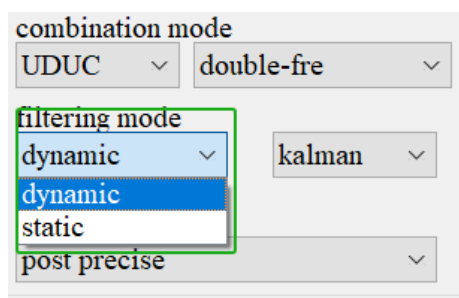 combination mode
UDUC double-fre
filtering mode
dynamic kalman
dynamic
static
post precise